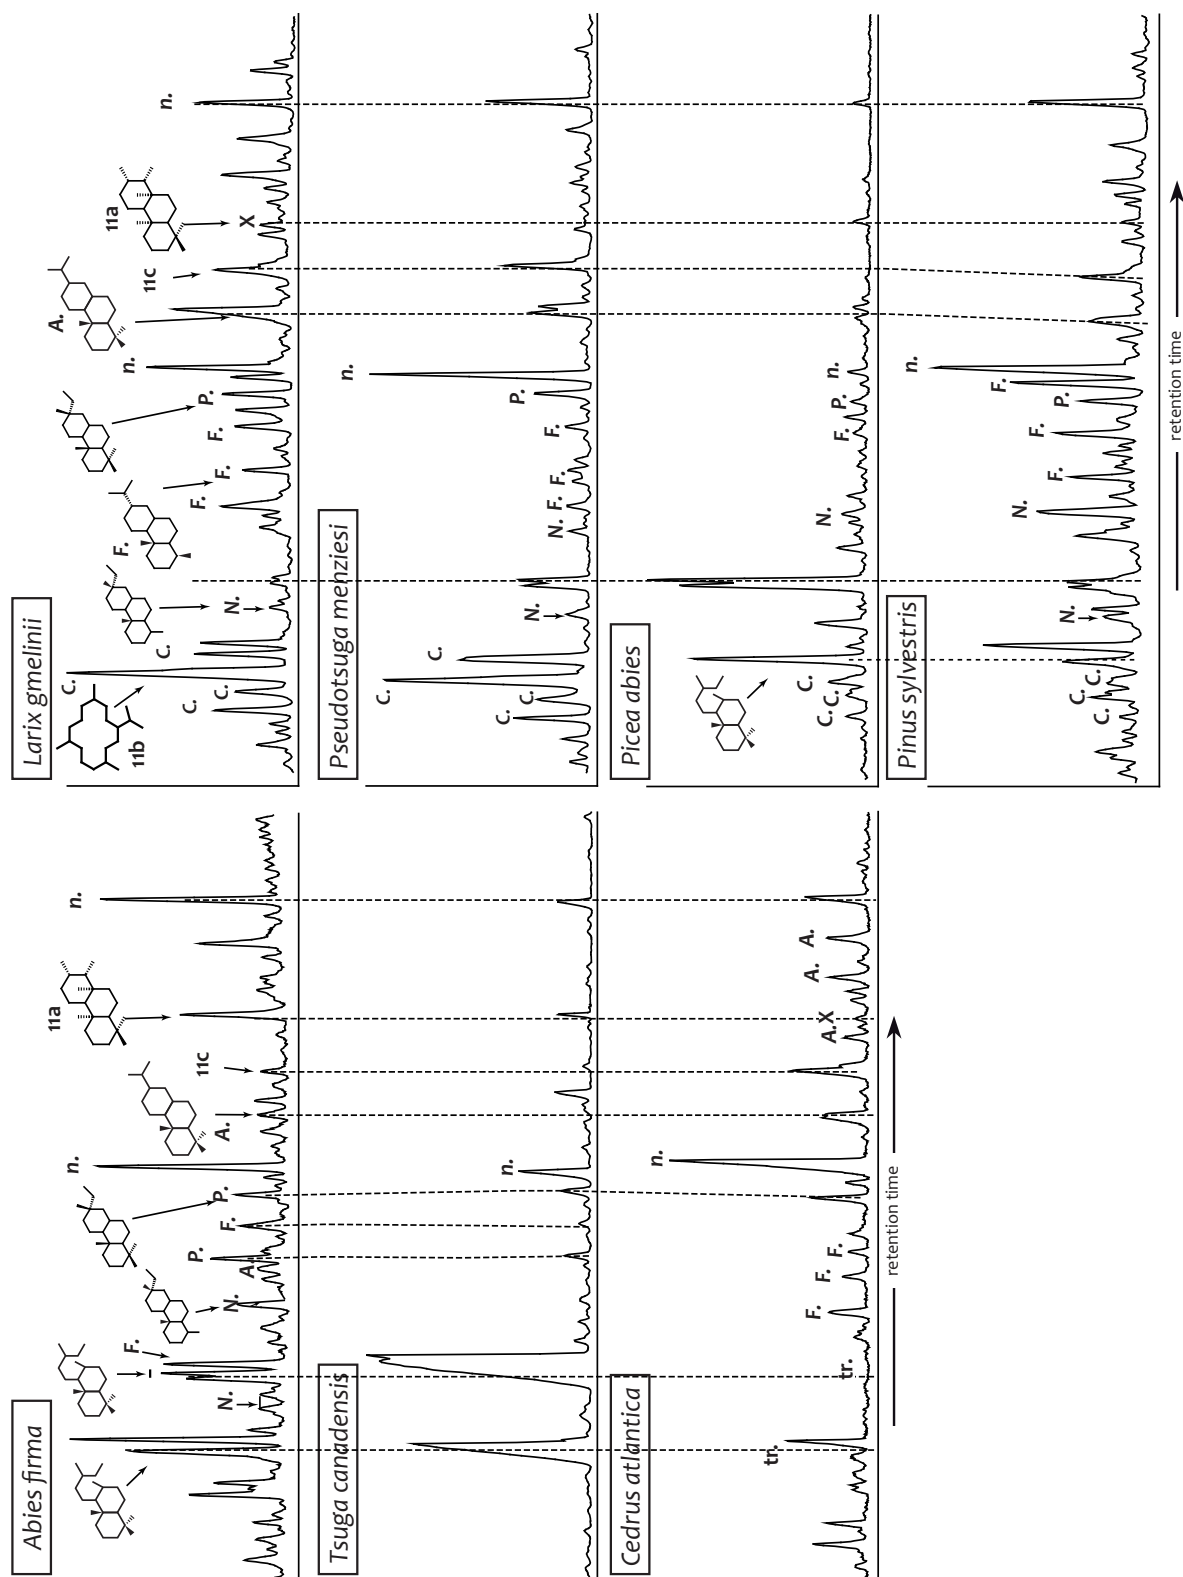 Abies firma
N.
F.
N.
A.
P.
F.
P.
n.
A.
11c
11a
n.
Tsuga canadensis
n.
Cedrus atlantica
tr.
tr.
F.
F.
F.
n.
A.
X
A.
A.
retention time
Larix gmelinii
11b
C.
C.
C.
C.
N.
F.
F.
F.
F.
P.
n.
A.
11c
11a
X
n.
Pseudotsuga menziesi
C.
C.
C.
C.
N.
N.
F.
F.
F.
P.
n.
Picea abies
C.
C.
C.
N.
F.
P.
n.
Pinus sylvestris
C.
C.
C.
N.
N.
F.
F.
P.
F.
n.
retention time